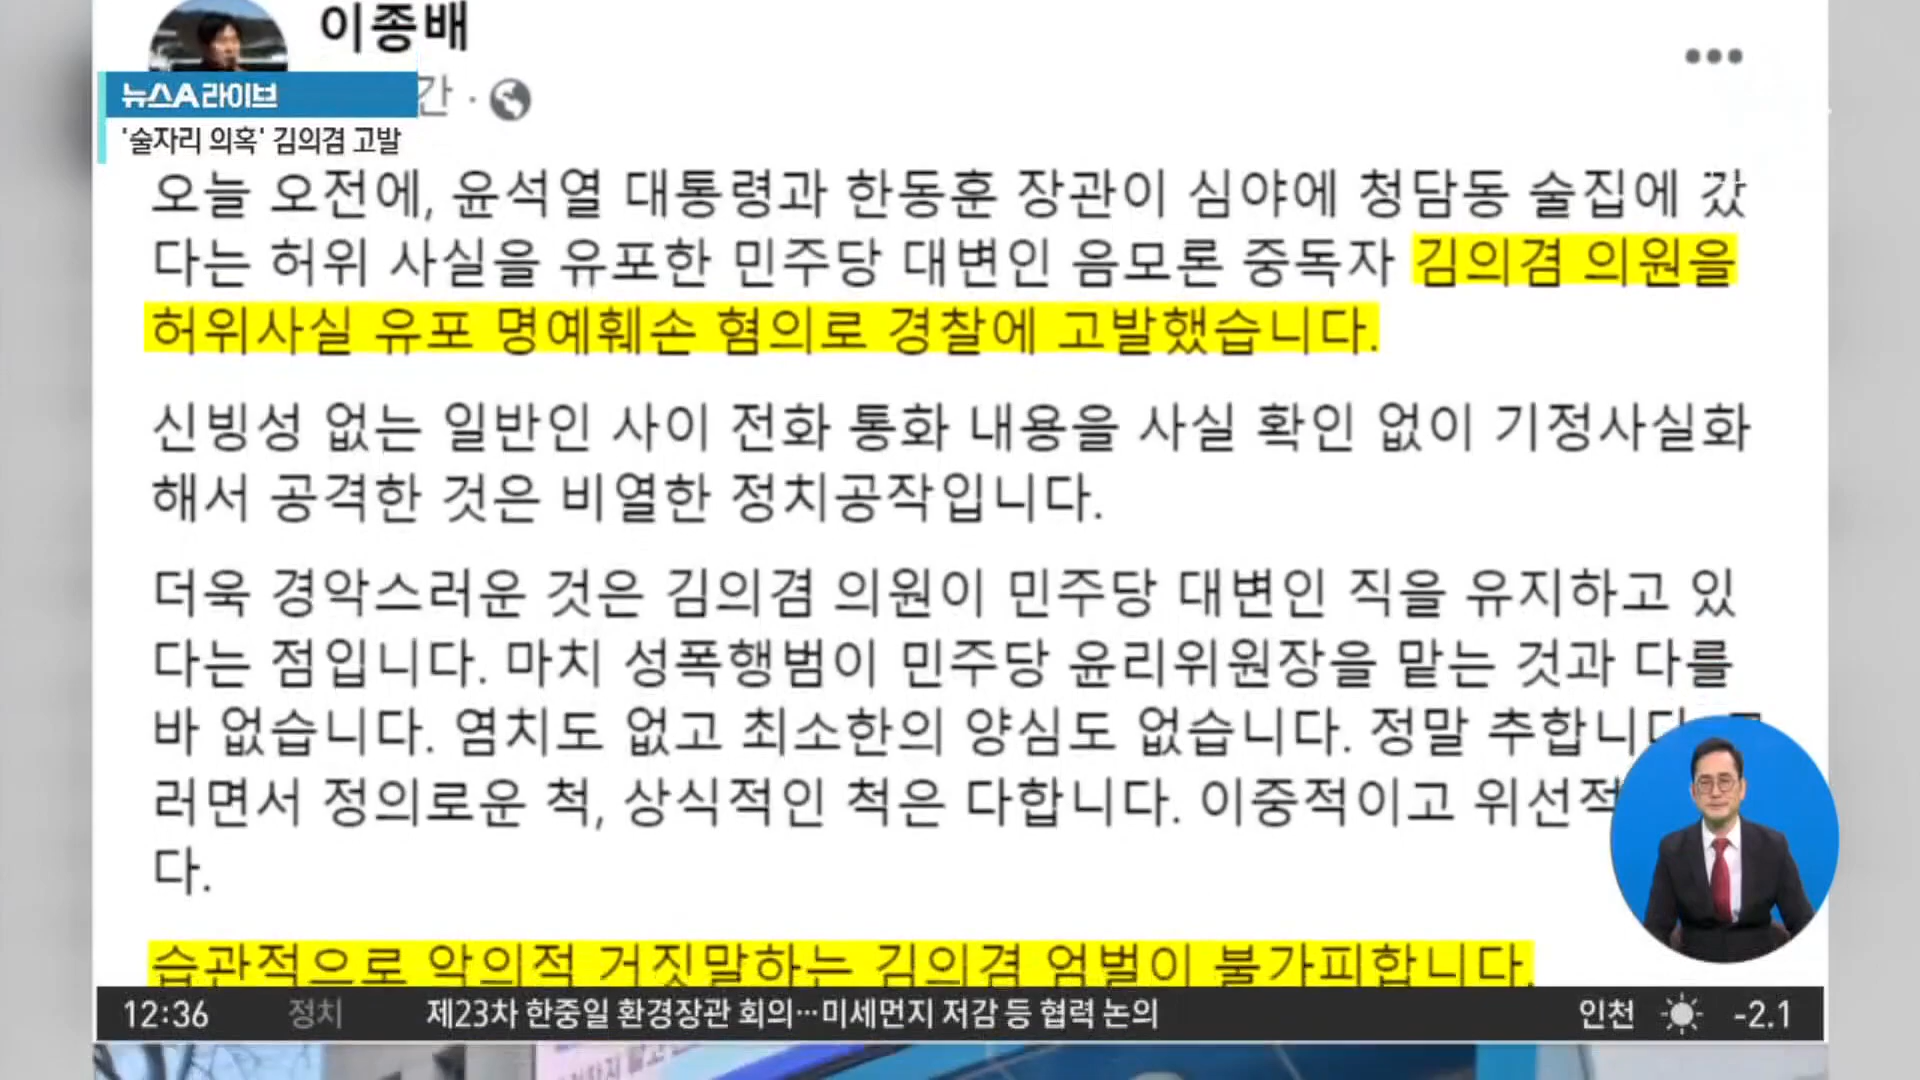 이종배
간 ·
뉴스A라이브
'술자리 의혹' 김의겸 고발
오늘 오전에, 윤석열 대통령과 한동훈 장관이 심야에 청담동 술집에 갔
다는 허위 사실을 유포한 민주당 대변인 음모론 중독자 김의겸 의원을
허위사실 유포 명예훼손 혐의로 경찰에 고발했습니다.
신빙성 없는 일반인 사이 전화 통화 내용을 사실 확인 없이 기정사실화
해서 공격한 것은 비열한 정치공작입니다.
더욱 경악스러운 것은 김의겸 의원이 민주당 대변인 직을 유지하고 있
다는 점입니다. 마치 성폭행범이 민주당 윤리위원장을 맡는 것과 다를
바 없습니다. 염치도 없고 최소한의 양심도 없습니다. 정말 추합니다
러면서 정의로운 척, 상식적인 척은 다합니다. 이중적이고 위선적
다.
습관적으로 악의적 거짓말하는 김의겸 엄벌이 불가피합니다.
12:36 정치 제23차 한중일 환경장관 회의…미세먼지 저감 등 협력 논의 인천 -2.1